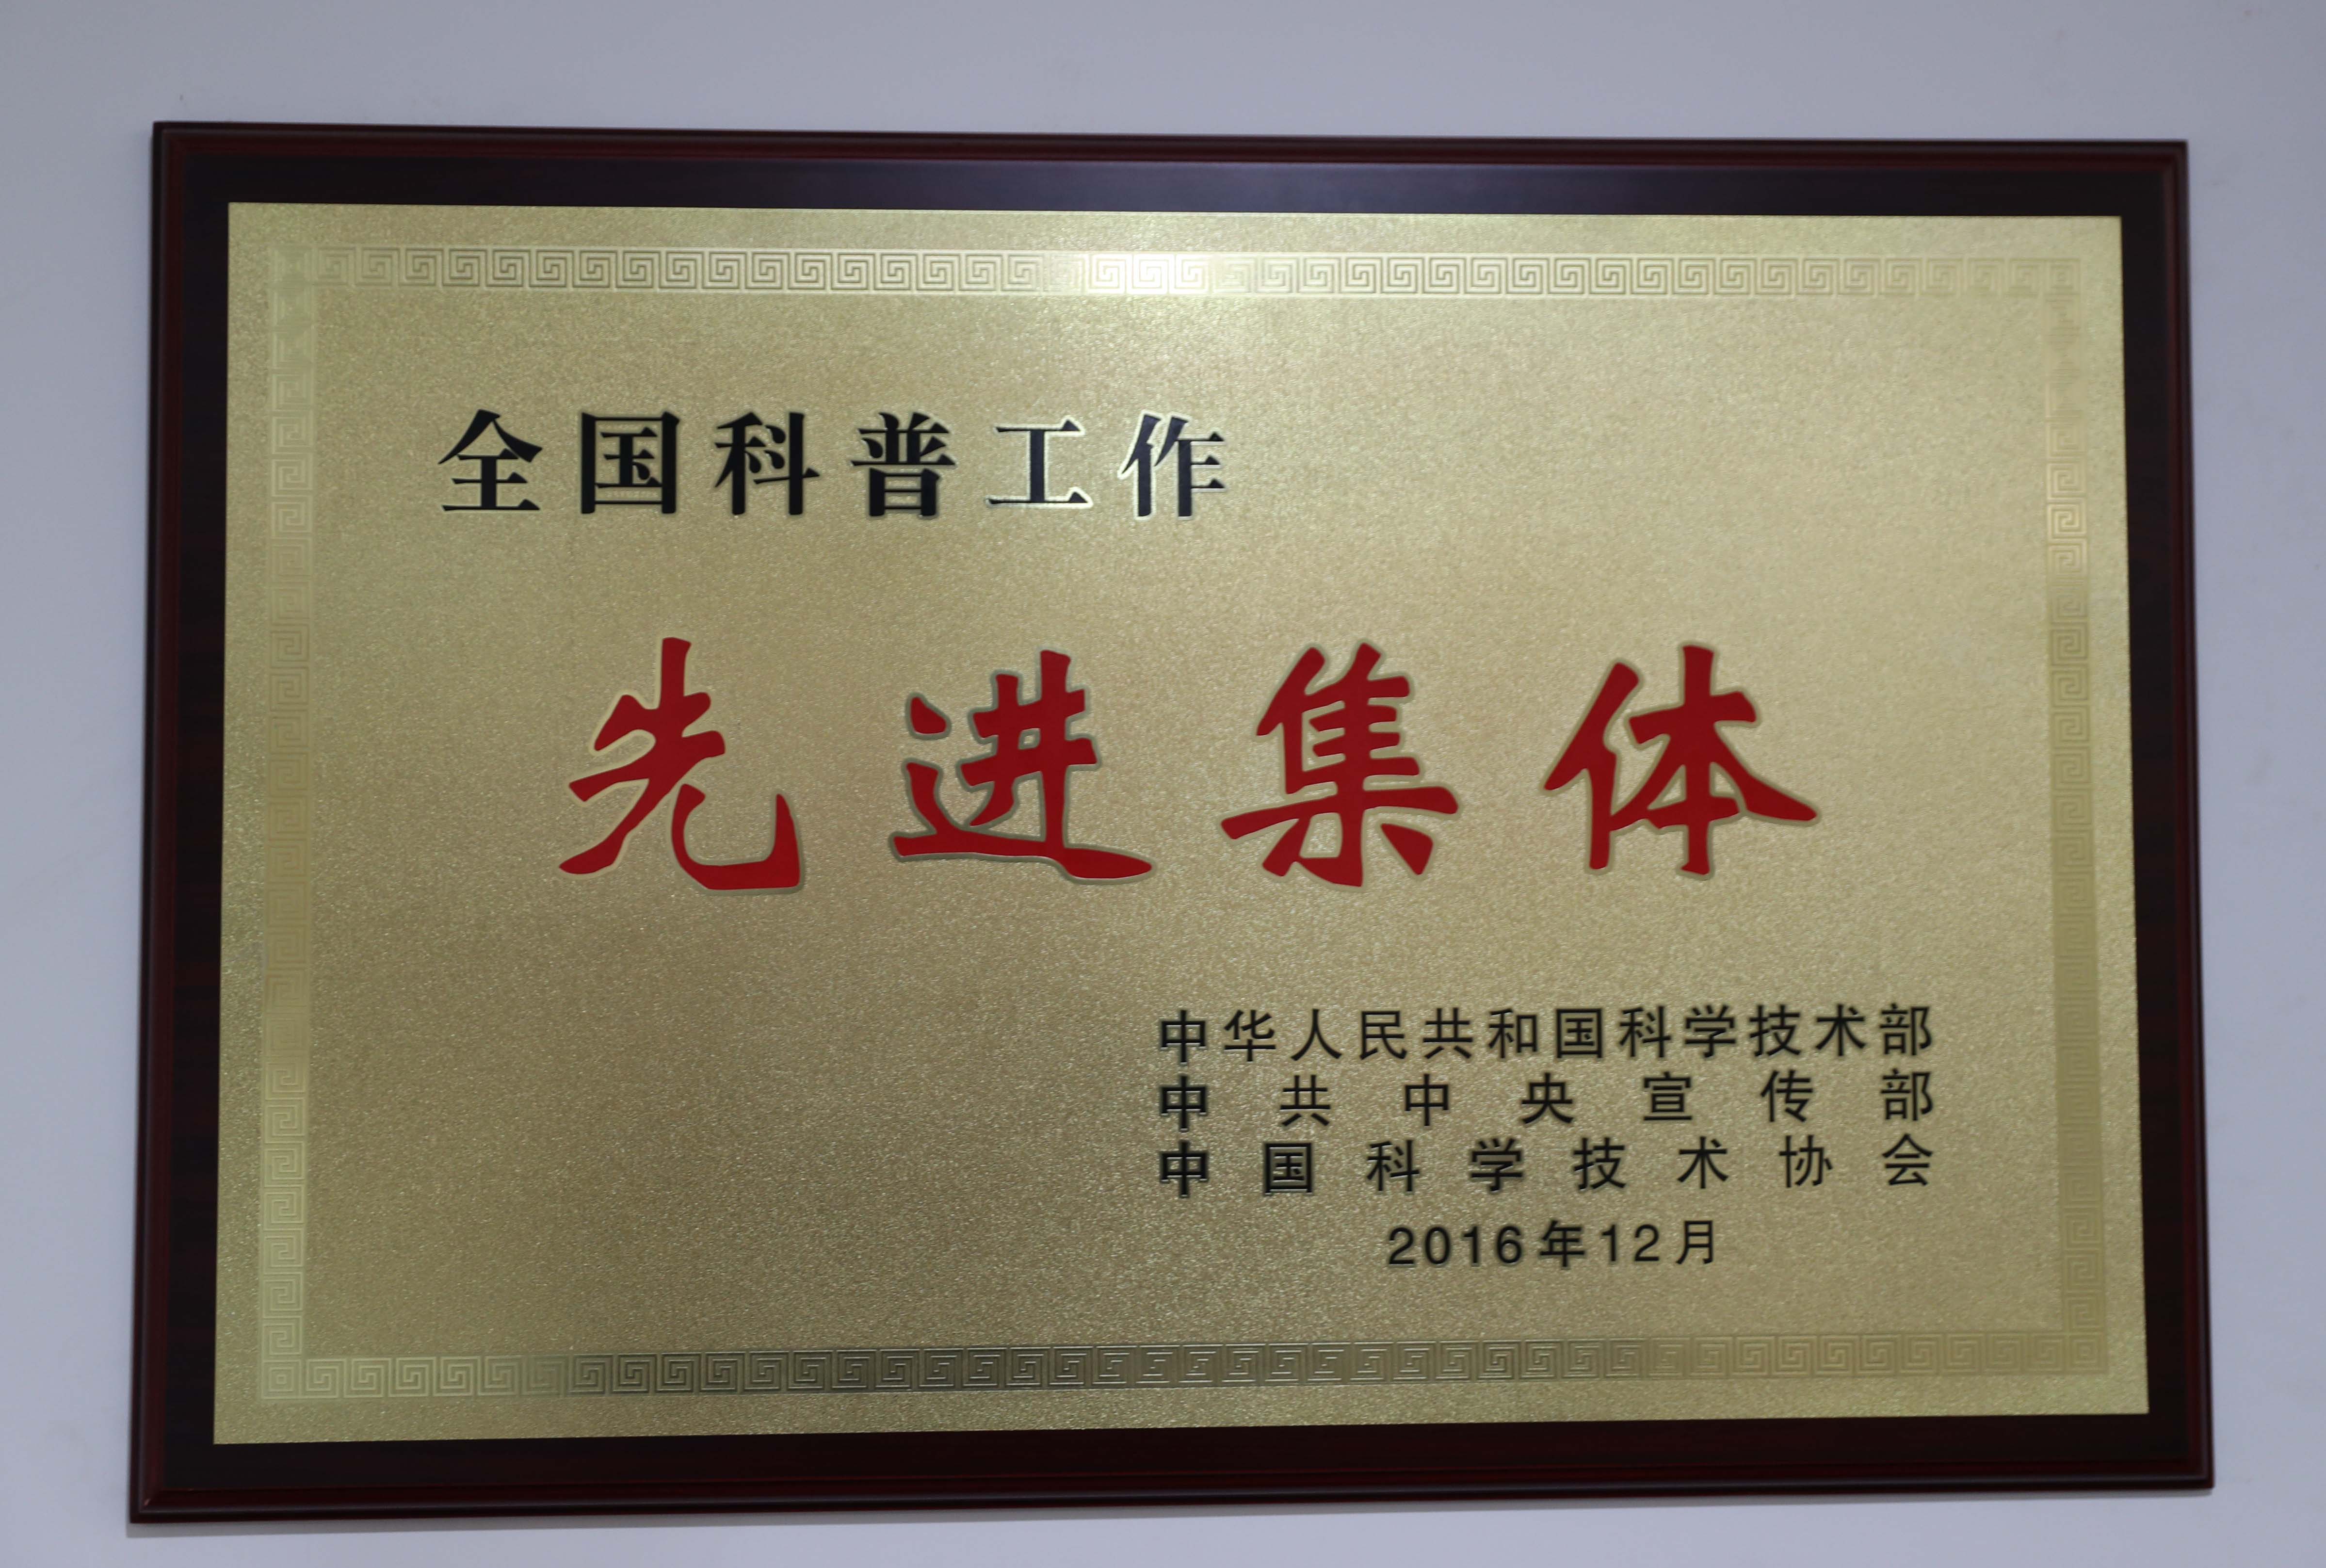 全国科普工作
先进集体
中华人民共和国科学技术部
中共中央宣传部
中国科学技术协会
2016年12月